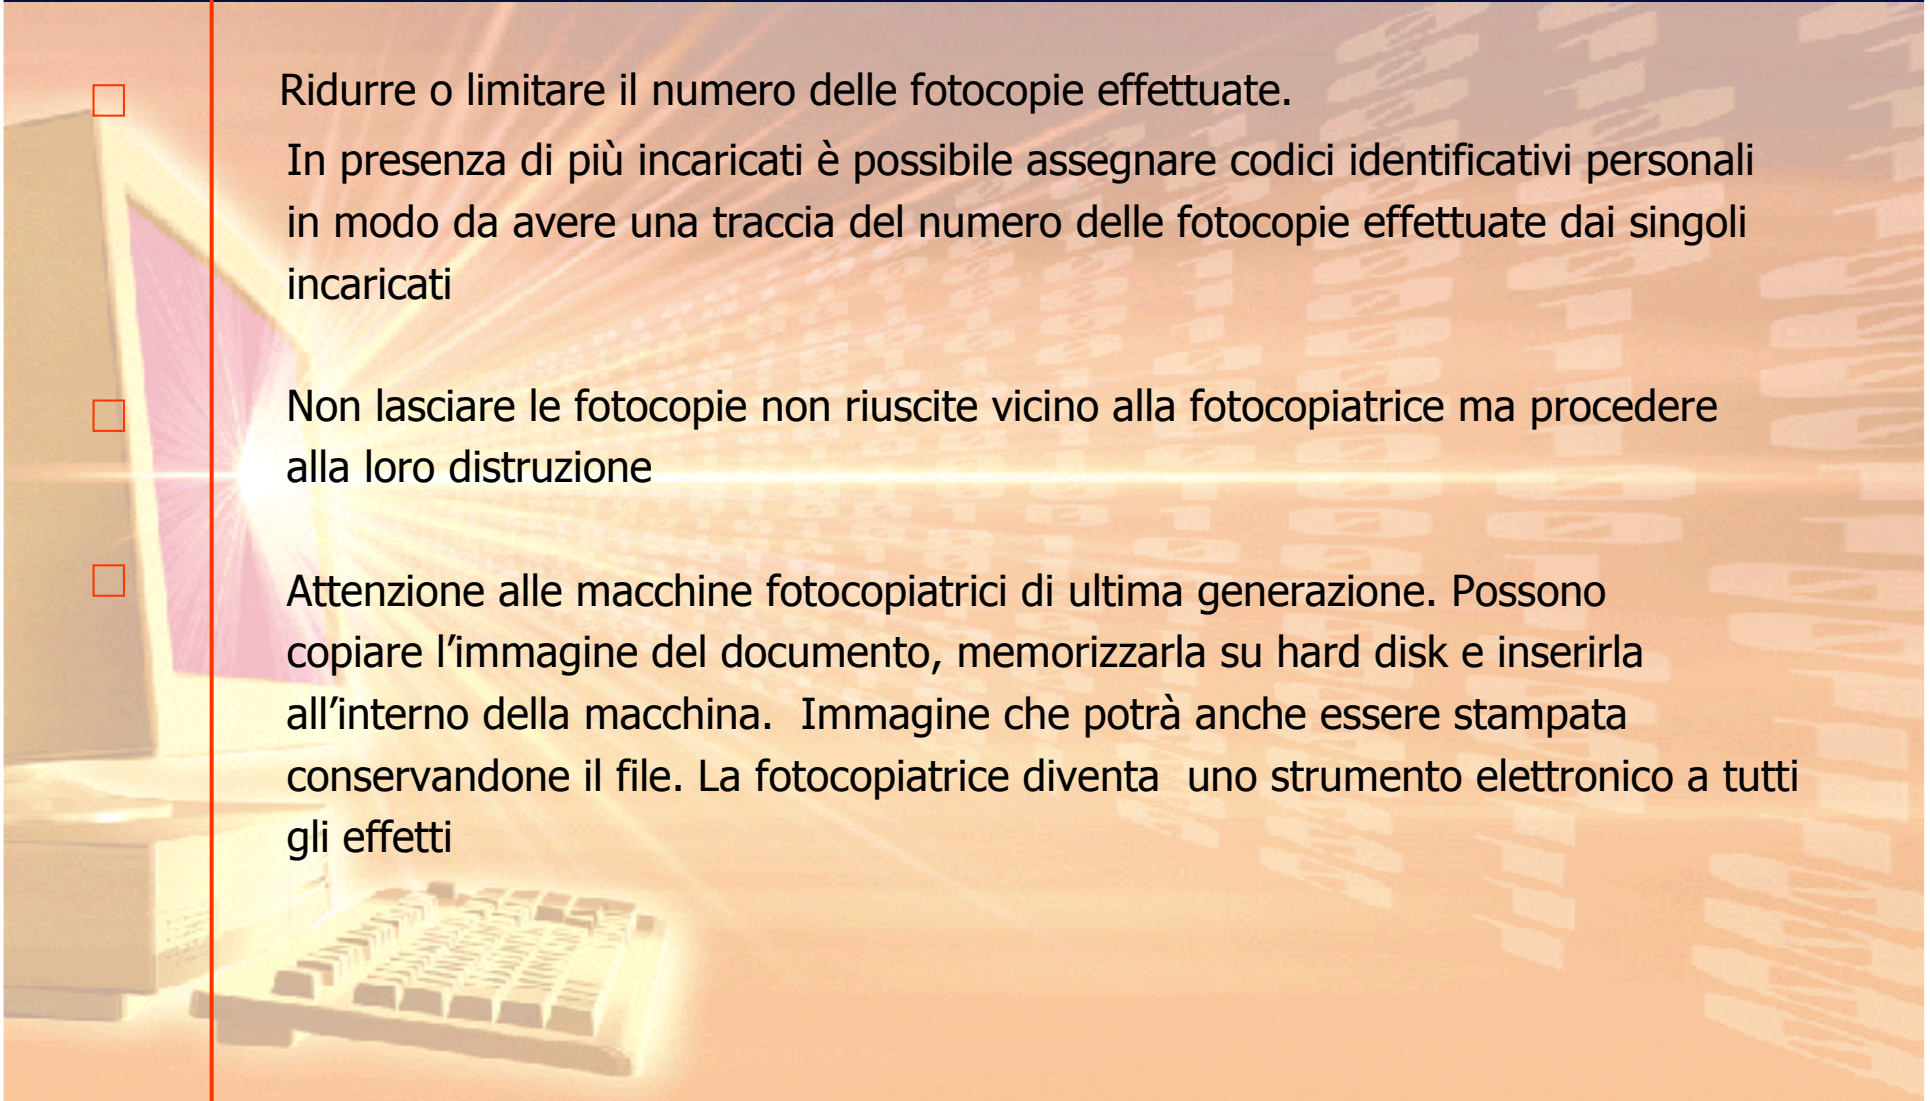 Ridurre o limitare il numero delle fotocopie effettuate.
In presenza di più incaricati è possibile assegnare codici identificativi personali
in modo da avere una traccia del numero delle fotocopie effettuate dai singoli
incaricati
Non lasciare le fotocopie non riuscite vicino alla fotocopiatrice ma procedere
alla loro distruzione
Attenzione alle macchine fotocopiatrici di ultima generazione. Possono
copiare l’immagine del documento, memorizzarla su hard disk e inserirla
all’interno della macchina.  Immagine che potrà anche essere stampata
conservandone il file. La fotocopiatrice diventa  uno strumento elettronico a tutti
gli effetti